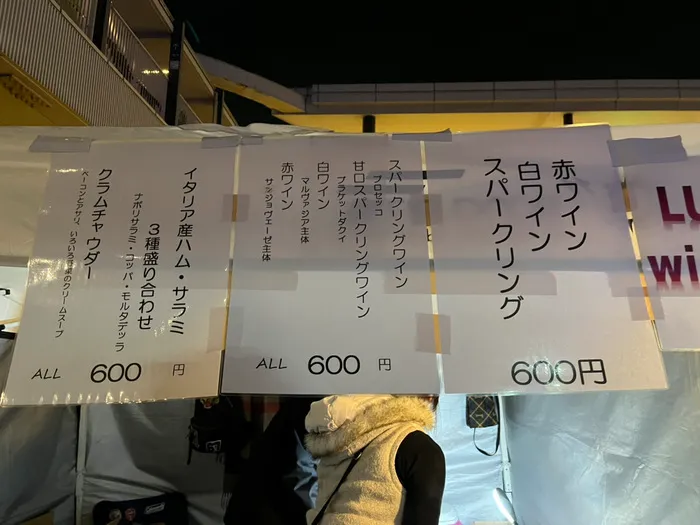 赤ワイン
白ワイン
スパークリング
600円
スパークリングワイン
プロセッコ
甘口スパークリングワイン
ブラケットダクイ
白ワイン
マルヴァジア主体
赤ワイン
サンジョヴェーゼ主体
ALL 600 円
イタリア産ハム・サラミ
3種盛り合わせ
ナポリサラミ・コッパ・モルタデッラ
クラムチャウダー
ベーコンとアサリ、いろいろ野菜のクリームスープ
ALL 600 円
LU
wi